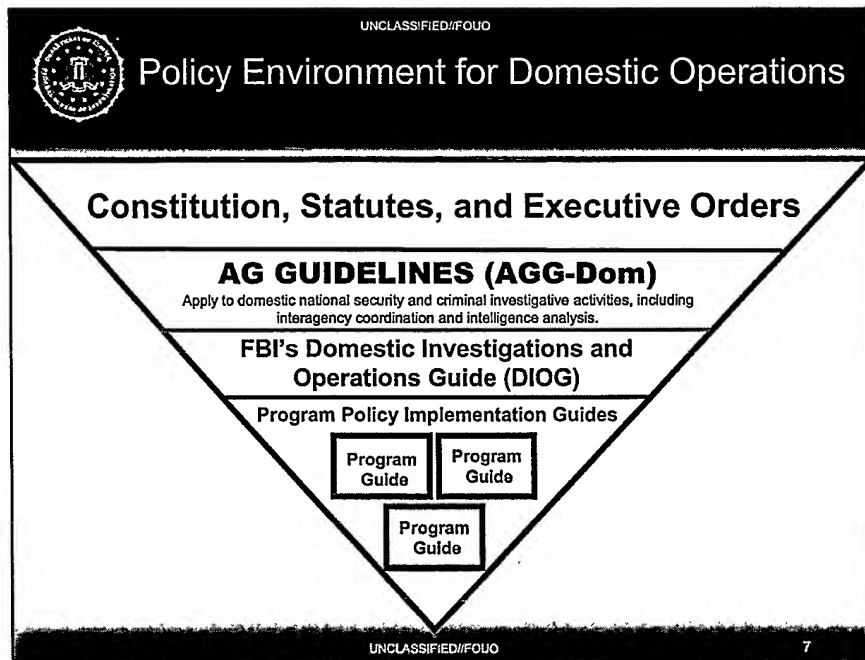 UNCLASSIFIED//FOUO
Policy Environment for Domestic Operations
Constitution, Statutes, and Executive Orders
AG GUIDELINES (AGG-Dom)
Apply to domestic national security and criminal investigative activities, including
interagency coordination and intelligence analysis.
FBI's Domestic Investigations and
Operations Guide (DIOG)
Program Policy Implementation Guides
Program
Guide
Program
Guide
Program
Guide
UNCLASSIFIED//FOUO
7